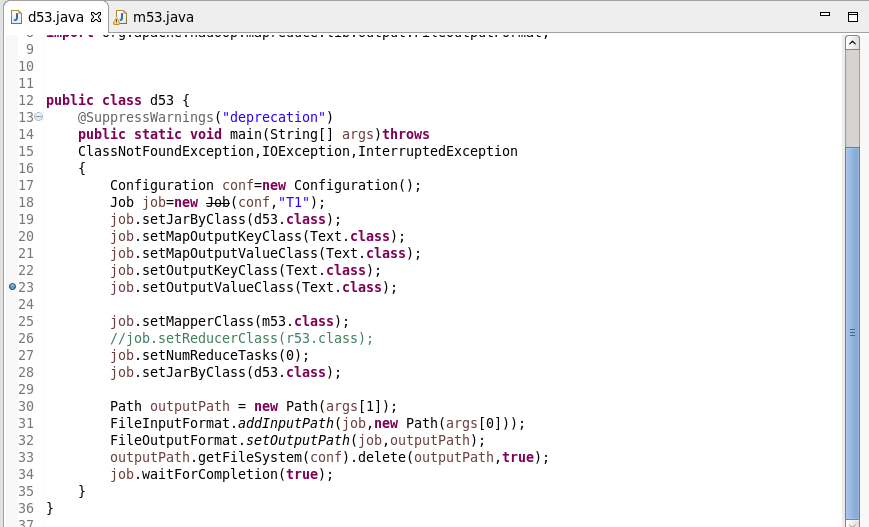 d53.java
m53.java
8 import org.apache.hadoop.mapreduce.lib.output.FileOutputFormat;
9
10
11
12 public class d53 {
13 @SuppressWarnings("deprecation")
14 public static void main(String[] args)throws
15 ClassNotFoundException,IOException,InterruptedException
16 {
17 Configuration conf=new Configuration();
18 Job job=new Job(conf,"T1");
19 job.setJarByClass(d53.class);
20 job.setMapOutputKeyClass(Text.class);
21 job.setMapOutputValueClass(Text.class);
22 job.setOutputKeyClass(Text.class);
23 job.setOutputValueClass(Text.class);
24
25 job.setMapperClass(m53.class);
26 //job.setReducerClass(r53.class);
27 job.setNumReduceTasks(0);
28 job.setJarByClass(d53.class);
29
30 Path outputPath = new Path(args[1]);
31 FileInputFormat.addInputPath(job,new Path(args[0]));
32 FileOutputFormat.setOutputPath(job,outputPath);
33 outputPath.getFileSystem(conf).delete(outputPath,true);
34 job.waitForCompletion(true);
35 }
36 }
37